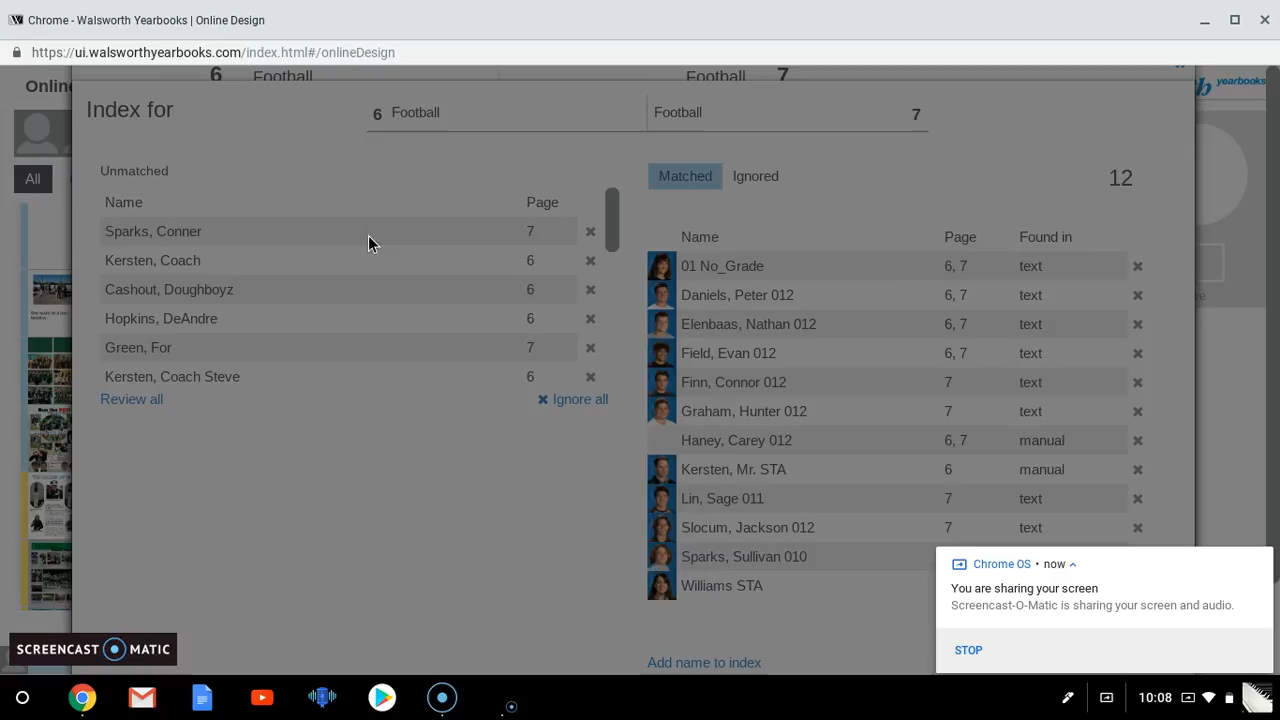 Chrome - Walsworth Yearbooks | Online Design
https://ui.walsworthyearbooks.com/index.html#/onlineDesign
6 Football Football 7
Online
yearbooks
Index for
6 Football Football 7
All
Unmatched
Name Page
Sparks, Conner 7
Kersten, Coach 6
Cashout, Doughboyz 6
Hopkins, DeAndre 6
Green, For 7
Kersten, Coach Steve 6
Review all
Ignore all
Matched Ignored 12
Name Page Found in
01 No_Grade 6, 7 text
Daniels, Peter 012 6, 7 text
Elenbaas, Nathan 012 6, 7 text
Field, Evan 012 6, 7 text
Finn, Connor 012 7 text
Graham, Hunter 012 7 text
Haney, Carey 012 6, 7 manual
Kersten, Mr. STA 6 manual
Lin, Sage 011 7 text
Slocum, Jackson 012 7 text
Sparks, Sullivan 010
Williams STA
Add name to index
Chrome OS • now
You are sharing your screen
Screencast-O-Matic is sharing your screen and audio.
STOP
SCREENCAST MATIC
10:08